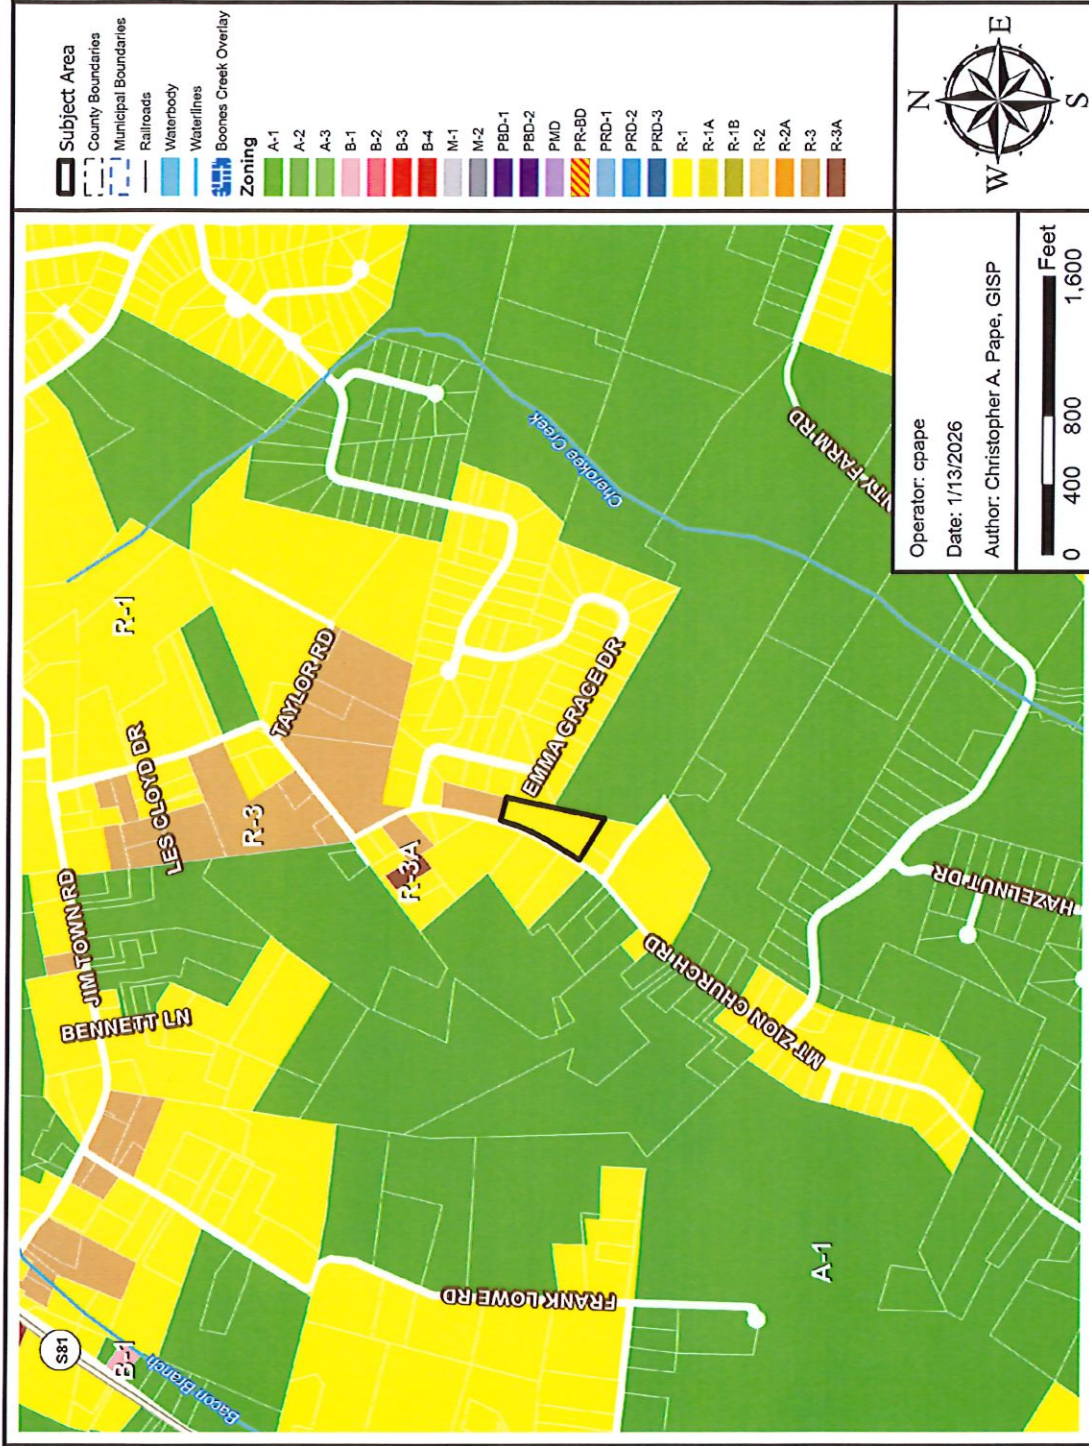 Subject Area
County Boundaries
Municipal Boundaries
Railroads
Waterbody
Waterlines
Boones Creek Overlay
Zoning
A-1
A-2
A-3
B-1
B-2
B-3
B-4
M-1
M-2
PBD-1
PBD-2
PMD
PR-BD
PRD-1
PRD-2
PRD-3
R-1
R-1A
R-1B
R-2
R-2A
R-3
R-3A
N
W
E
S
Operator: cpape
Date: 1/13/2026
Author: Christopher A. Pape, GISP
Feet
0 400 800 1,600
R-1
LES CLOYD DR
TAYLOR RD
R-3
R-3A
JIM TOWN RD
BENNETT LN
EMMA GRACE DR
Cherokee Creek
FARM RD
HAZELNUT DR
MT ZION CHURCH RD
FRANK LOWE RD
A-1
S81
B-1
Bacon Branch